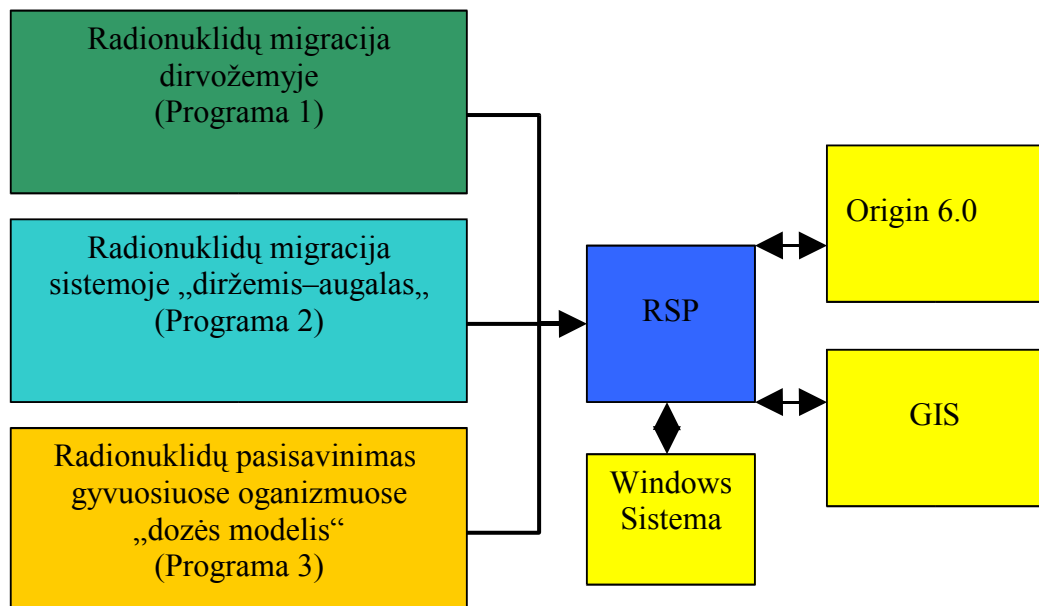 Radionuklidų migracija
dirvožemyje
(Programa 1)
Radionuklidų migracija
sistemoje „diržemis–augalas„
(Programa 2)
Radionuklidų pasisavinimas
gyvuosiuose oganizmuose
„dozės modelis“
(Programa 3)
RSP
Origin 6.0
GIS
Windows
Sistema